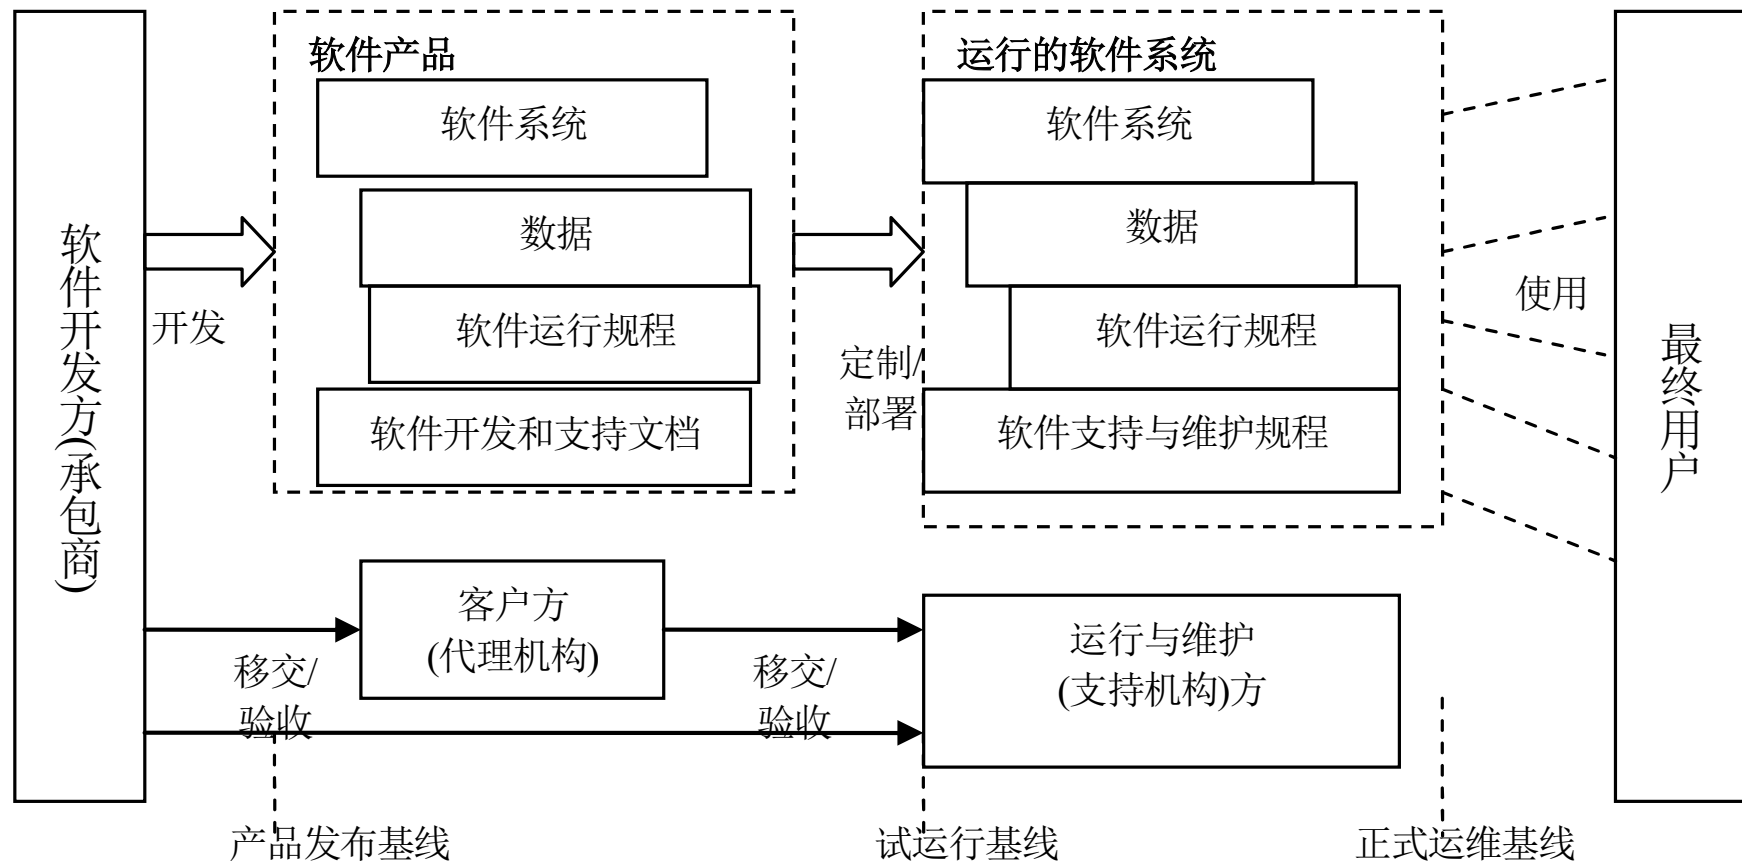 软件开发方(承包商)
开发
软件产品
软件系统
数据
软件运行规程
软件开发和支持文档
定制/
部署
运行的软件系统
软件系统
数据
软件运行规程
软件支持与维护规程
使用
最终用户
客户方
(代理机构)
移交/
验收
移交/
验收
运行与维护
(支持机构)方
产品发布基线
试运行基线
正式运维基线